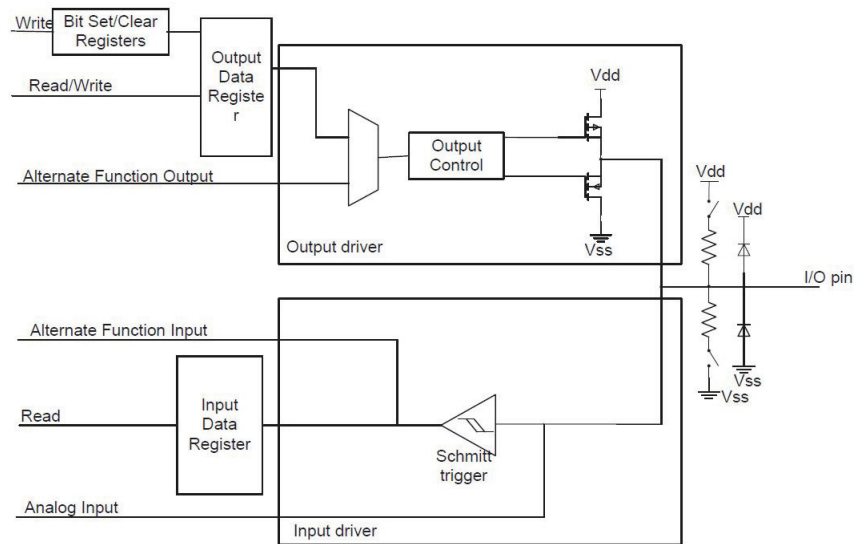 Write
Bit Set/Clear
Registers
Output
Data
Registe
r
Read/Write
Alternate Function Output
Output
Control
Vdd
Vss
Output driver
Vdd
Vdd
I/O pin
Vss
Vss
Alternate Function Input
Read
Input
Data
Register
Schmitt
trigger
Analog Input
Input driver